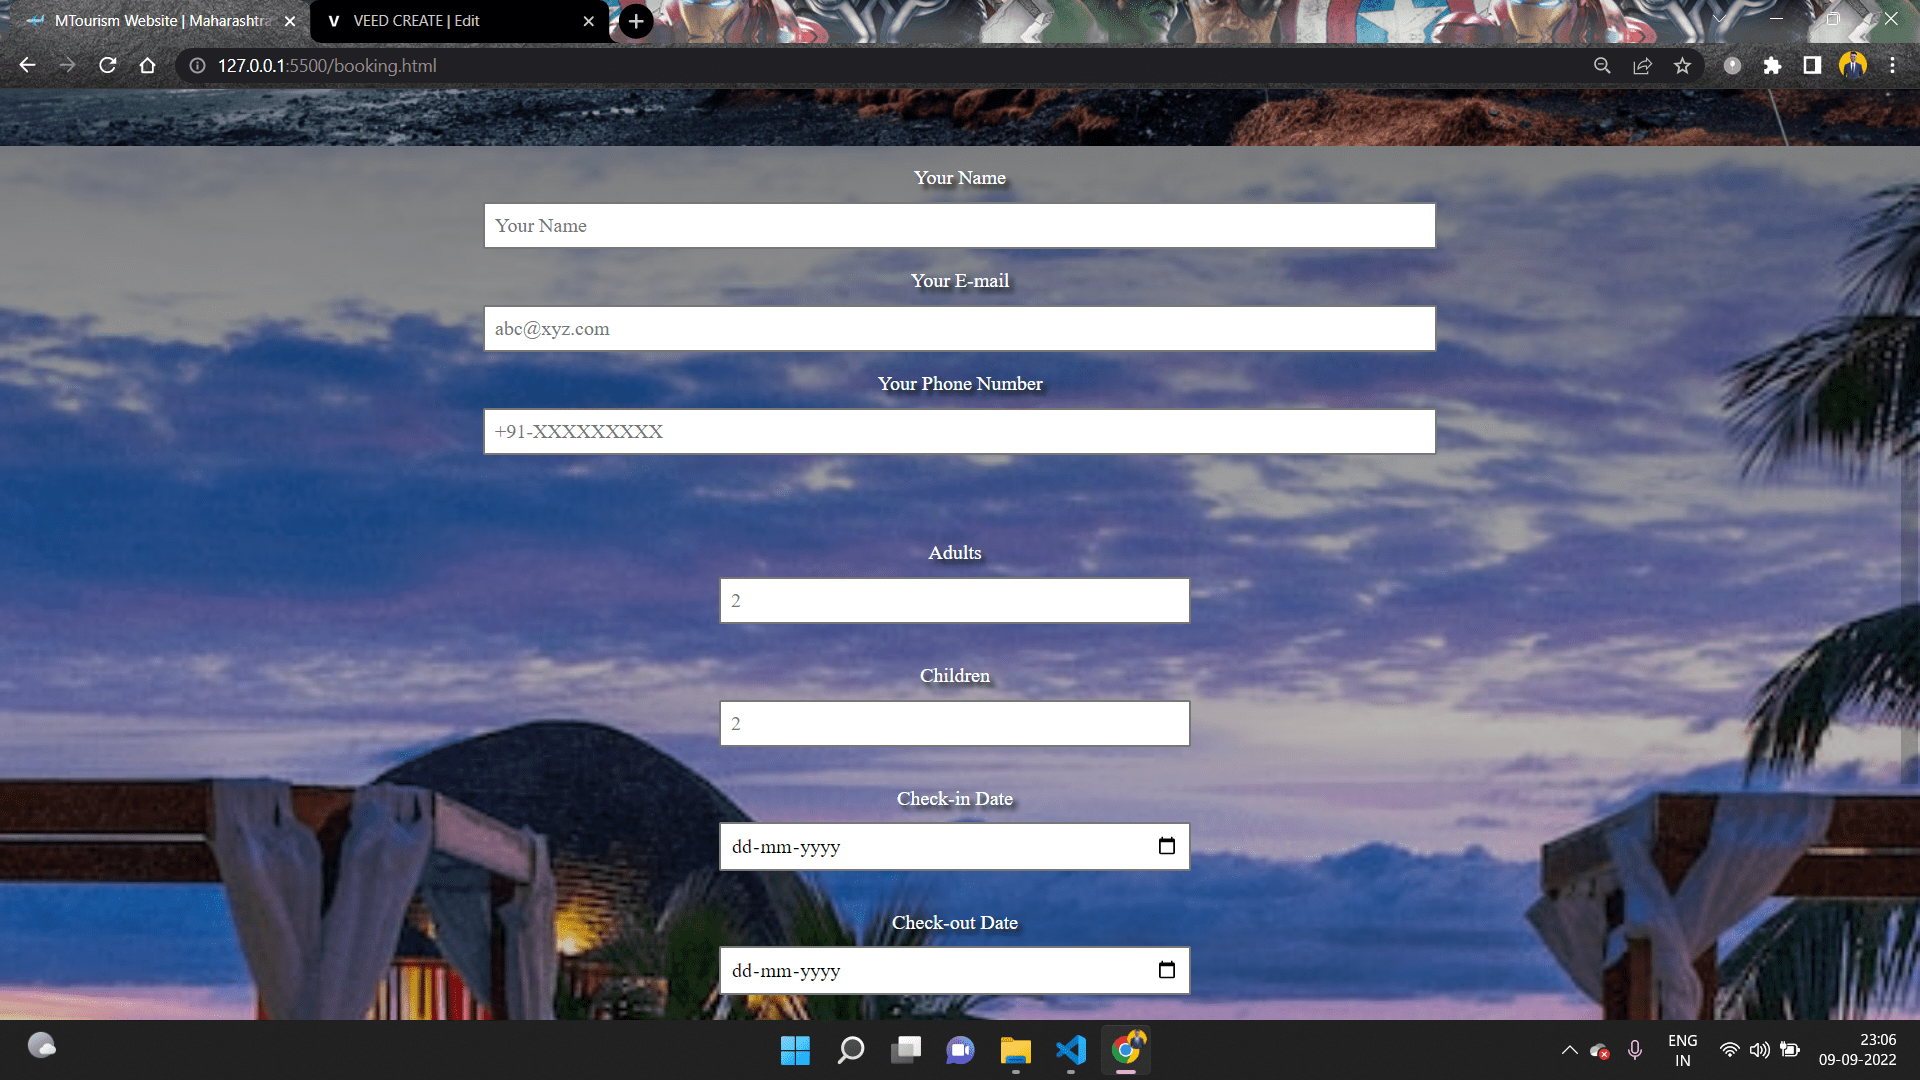 MTourism Website | Maharashtra
VEED CREATE | Edit
127.0.0.1:5500/booking.html
Your Name
Your Name
Your E-mail
abc@xyz.com
Your Phone Number
+91-XXXXXXXXX
Adults
2
Children
2
Check-in Date
dd-mm-yyyy
Check-out Date
dd-mm-yyyy
ENG
IN
23:06
09-09-2022